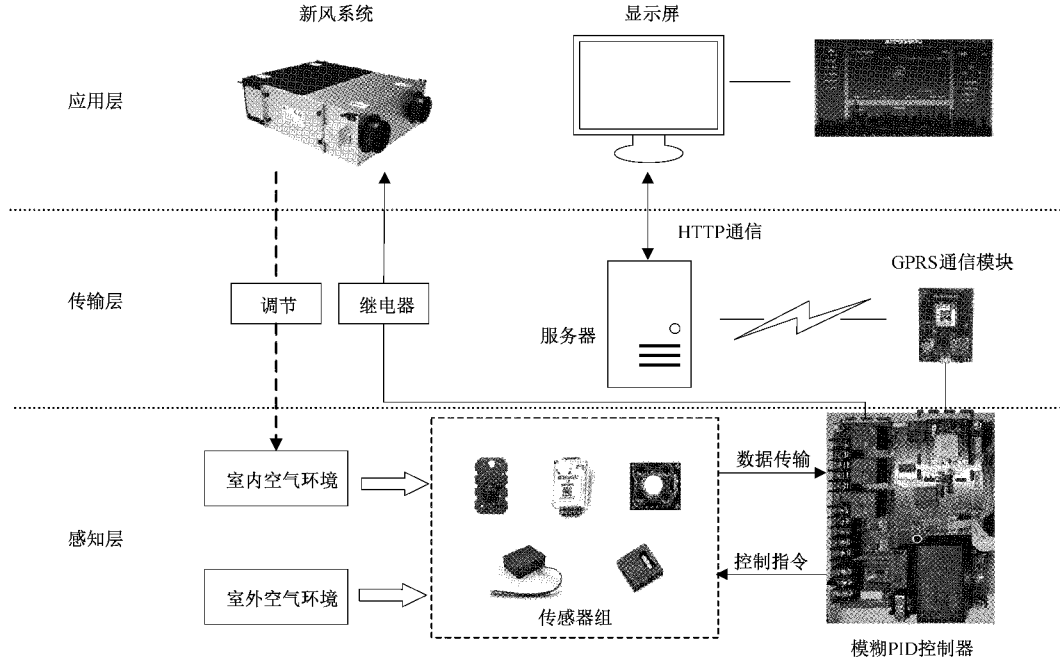 新风系统
显示屏
应用层
HTTP通信
GPRS通信模块
传输层
调节
继电器
服务器
室内空气环境
数据传输
感知层
控制指令
室外空气环境
传感器组
模糊PID控制器